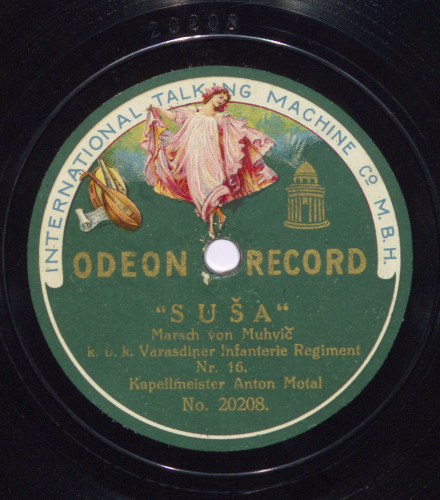 20208
INTERNATIONAL TALKING MACHINE Co M.B.H.
ODEON RECORD
"SUŠA"
Marsch von Muhvič
k. u. k. Varasdiner Infanterie Regiment
Nr. 16.
Kapellmeister Anton Motal
No. 20208.